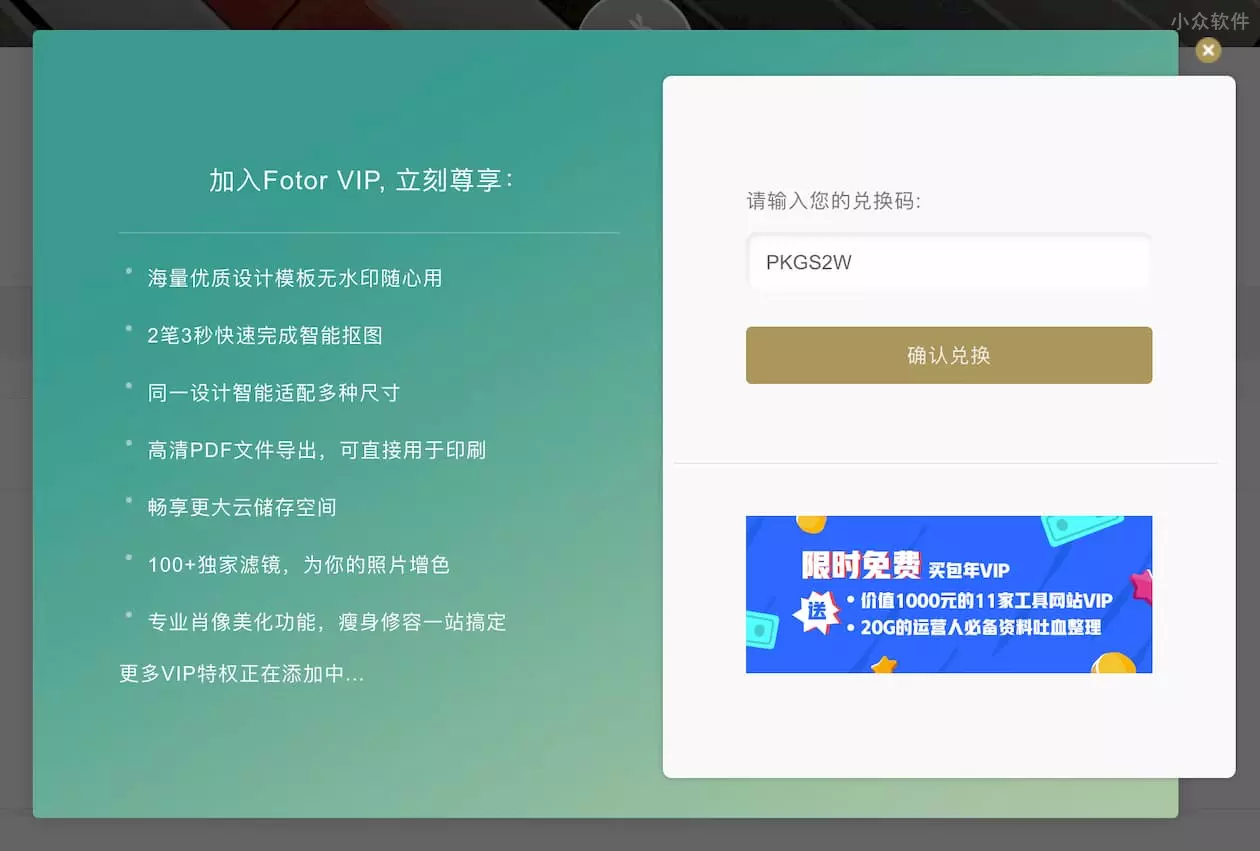 小众软件
加入Fotor VIP, 立刻尊享：
海量优质设计模板无水印随心用
2笔3秒快速完成智能抠图
同一设计智能适配多种尺寸
高清PDF文件导出，可直接用于印刷
畅享更大云储存空间
100+独家滤镜，为你的照片增色
专业肖像美化功能，瘦身修容一站搞定
更多VIP特权正在添加中...
请输入您的兑换码:
PKGS2W
确认兑换
限时免费 买包年VIP
送
• 价值1000元的11家工具网站VIP
• 20G的运营人必备资料吐血整理